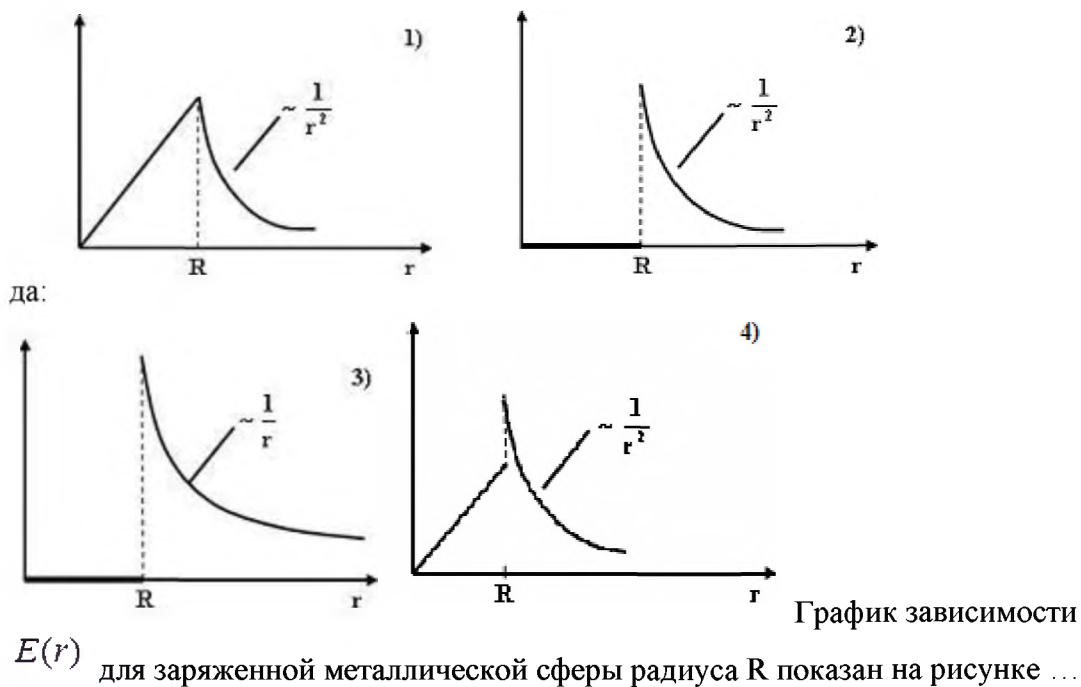 1)
~ 1/r²
R
r
2)
~ 1/r²
R
r
да:
3)
~ 1/r
R
r
4)
~ 1/r²
R
r
График зависимости
E(r) для заряженной металлической сферы радиуса R показан на рисунке …